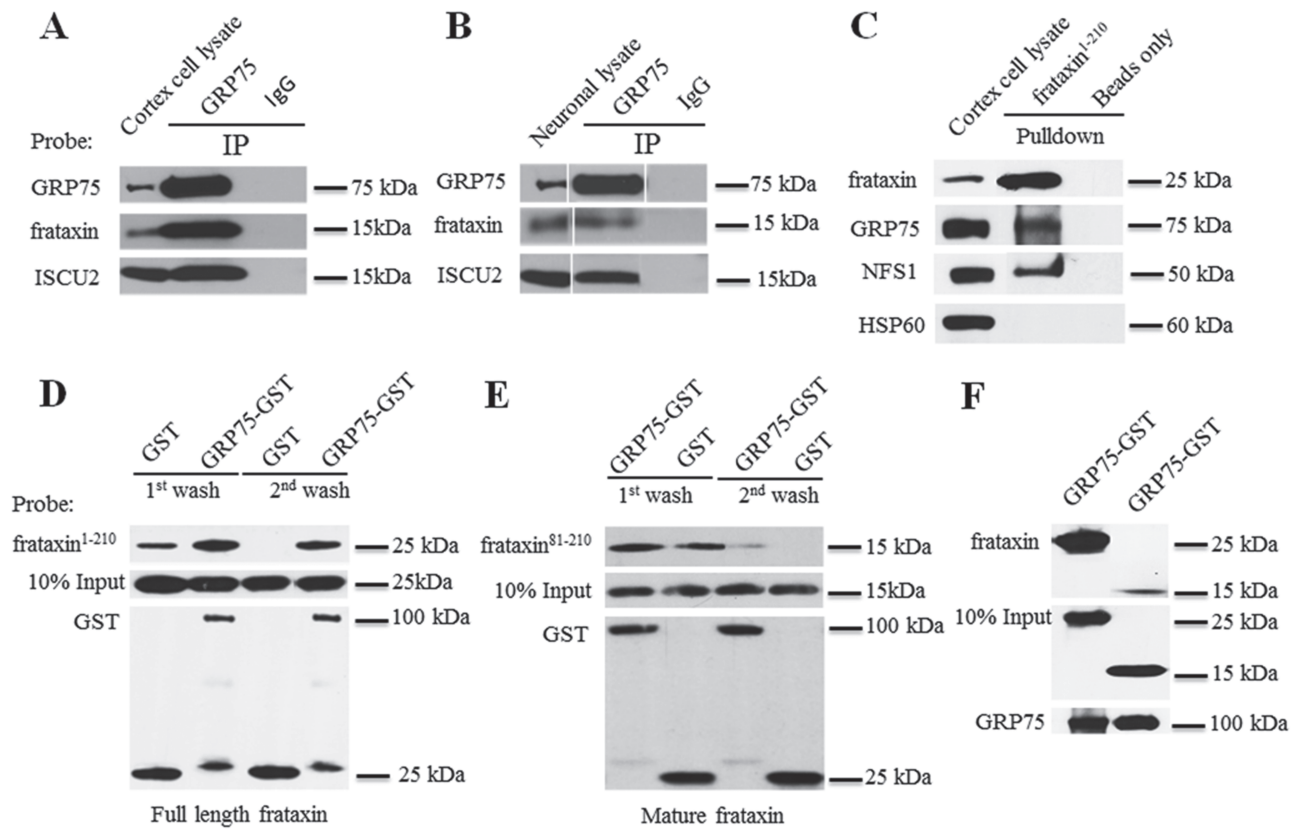 A
Cortex cell lysate
GRP75
IgG
Probe:
IP
GRP75
75 kDa
frataxin
15kDa
ISCU2
15kDa
B
Neuronal lysate
GRP75
IgG
IP
GRP75
75 kDa
frataxin
15 kDa
ISCU2
15kDa
C
Cortex cell lysate
frataxin1-210
Beads only
Pulldown
frataxin
25 kDa
GRP75
75 kDa
NFS1
50 kDa
HSP60
60 kDa
D
GST
GRP75-GST
GST
GRP75-GST
1st wash
2nd wash
Probe:
frataxin1-210
25 kDa
10% Input
25kDa
GST
100 kDa
25 kDa
Full length frataxin
E
GRP75-GST
GST
GRP75-GST
GST
1st wash
2nd wash
frataxin81-210
15 kDa
10% Input
15kDa
GST
100 kDa
25 kDa
Mature frataxin
F
GRP75-GST
GRP75-GST
frataxin
25 kDa
15 kDa
10% Input
25 kDa
15 kDa
GRP75
100 kDa